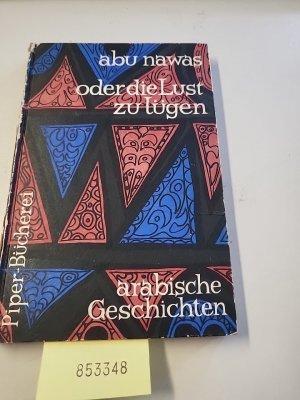 abu nawas
oder die Lust
zu lügen
arabische
Geschichten
Piper-Bücherei
853348